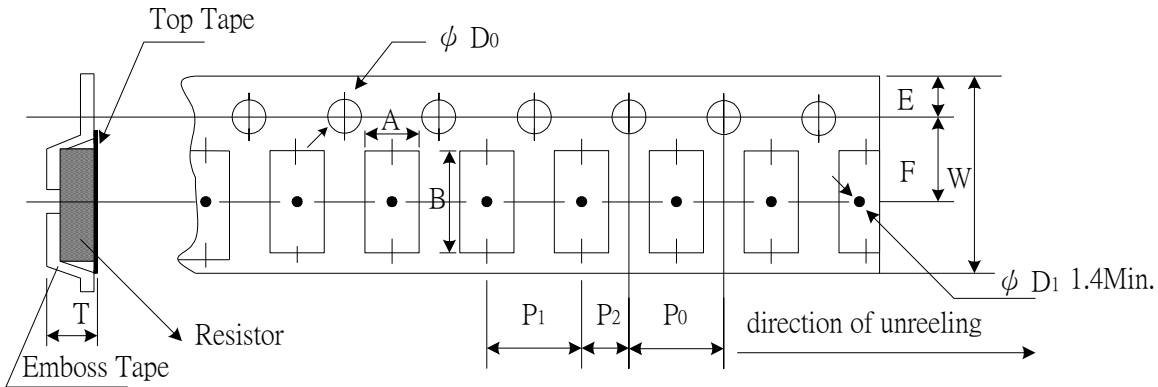 Top Tape
ϕ D0
A
E
B
F
W
T
Resistor
Emboss Tape
P1
P2
P0
ϕ D1 1.4Min.
direction of unreeling